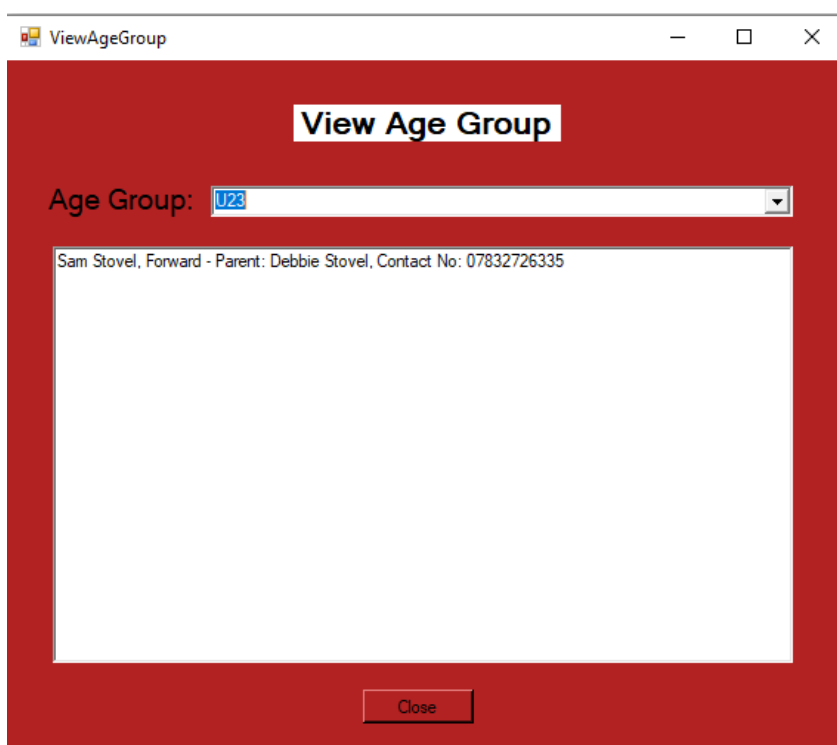 ViewAgeGroup
View Age Group
Age Group: U23
Sam Stovel, Forward - Parent: Debbie Stovel, Contact No: 07832726335
Close